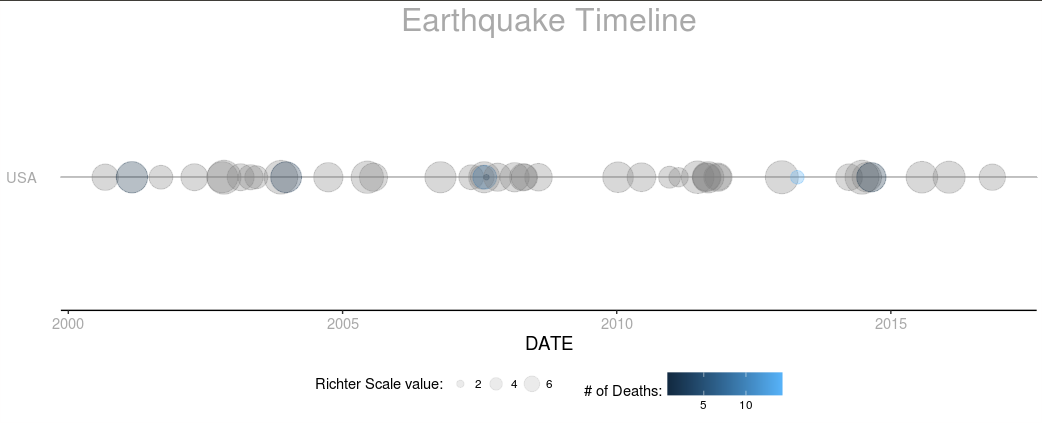 Earthquake Timeline
USA
2000 2005 2010 2015
DATE
Richter Scale value: 2 4 6
# of Deaths:
5 10